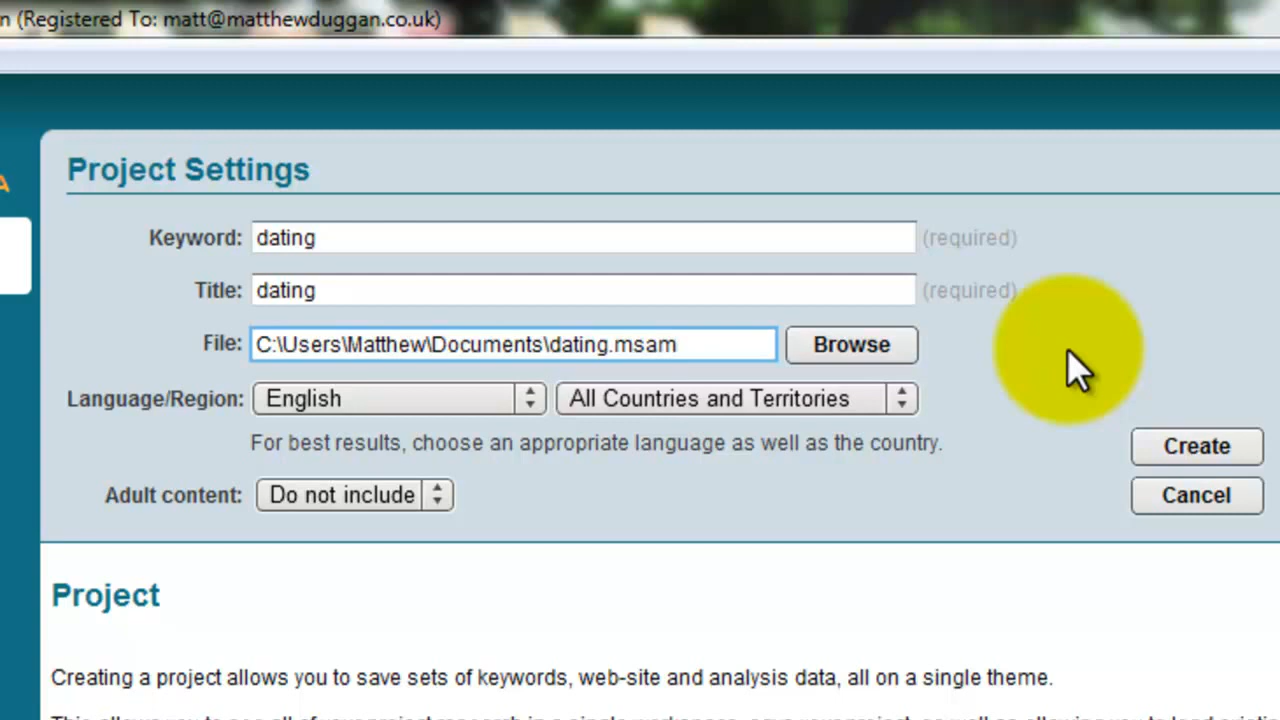 n (Registered To: matt@matthewduggan.co.uk)
A
Project Settings
Keyword: dating (required)
Title: dating (required)
File: C:\Users\Matthew\Documents\dating.msam Browse
Language/Region: English All Countries and Territories
For best results, choose an appropriate language as well as the country.
Create
Adult content: Do not include
Cancel
Project
Creating a project allows you to save sets of keywords, web-site and analysis data, all on a single theme.